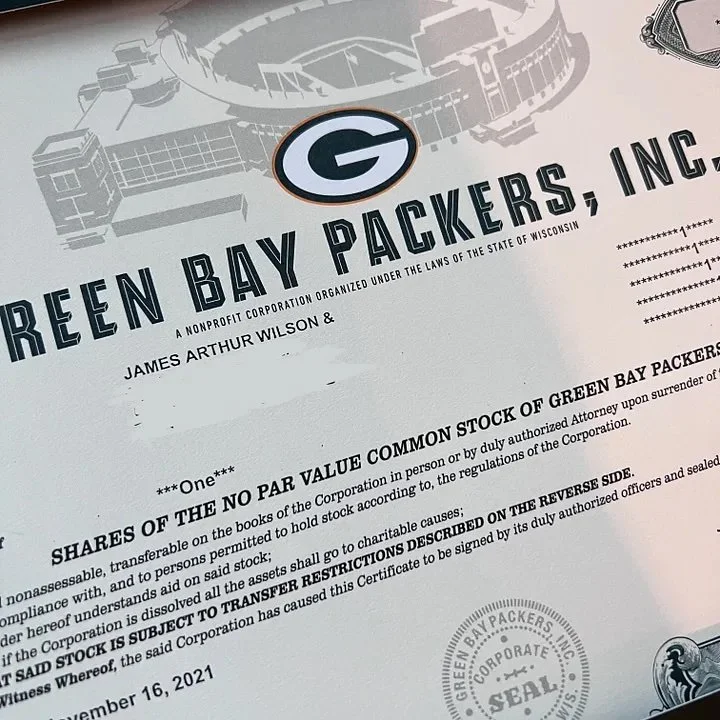 G
REEN BAY PACKERS, INC.
A NONPROFIT CORPORATION ORGANIZED UNDER THE LAWS OF THE STATE OF WISCONSIN
JAMES ARTHUR WILSON &
***********1*****
***One***
SHARES OF THE NO PAR VALUE COMMON STOCK OF GREEN BAY PACKERS
nonassessable, transferable on the books of the Corporation in person or by duly authorized Attorney upon surrender of
compliance with, and to persons permitted to hold stock according to, the regulations of the Corporation.
der hereof understands aid on said stock;
if the Corporation is dissolved all the assets shall go to charitable causes;
AT SAID STOCK IS SUBJECT TO TRANSFER RESTRICTIONS DESCRIBED ON THE REVERSE SIDE.
Witness Whereof, the said Corporation has caused this Certificate to be signed by its duly authorized officers and sealed
vember 16, 2021
GREEN BAY PACKERS, INC.
CORPORATE
SEAL
WIS.